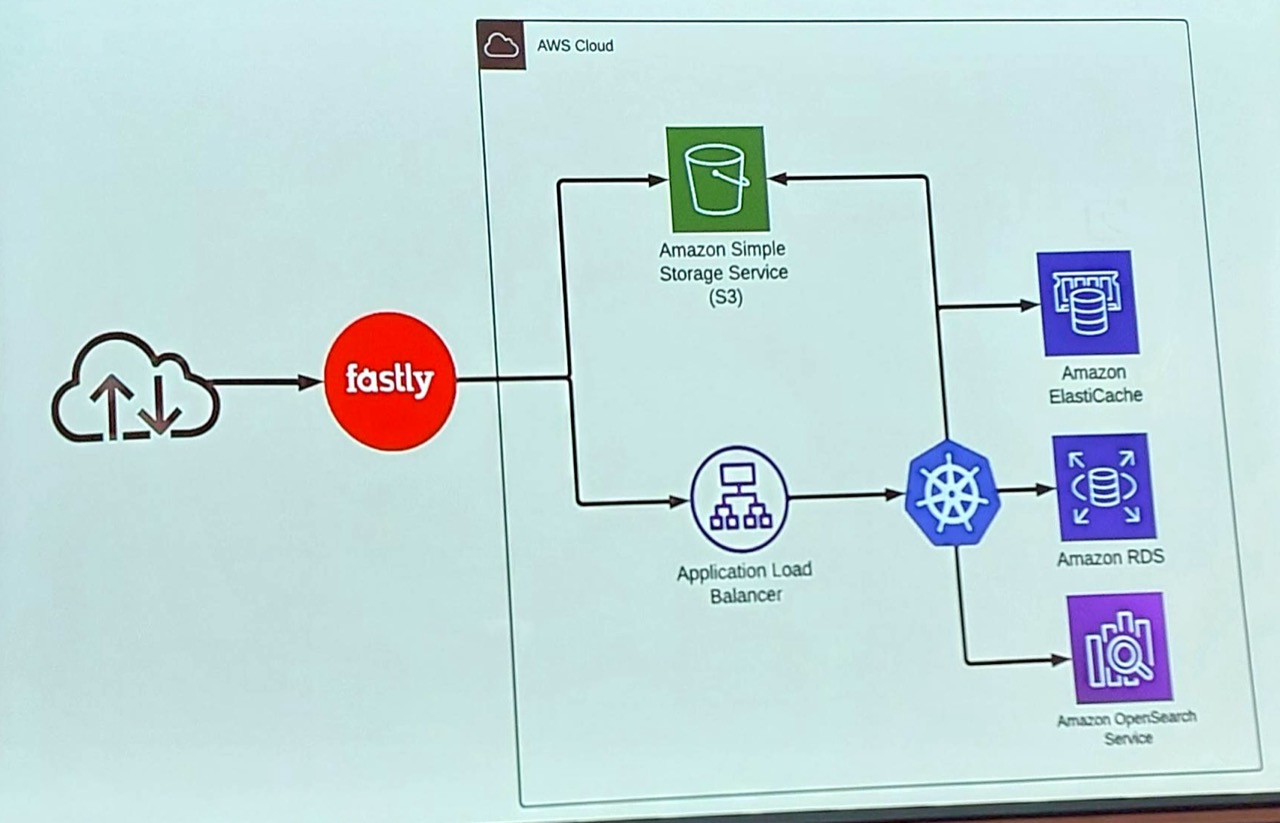 AWS Cloud
Amazon Simple
Storage Service
(S3)
fastly
Amazon
ElastiCache
Application Load
Balancer
Amazon RDS
Amazon OpenSearch
Service